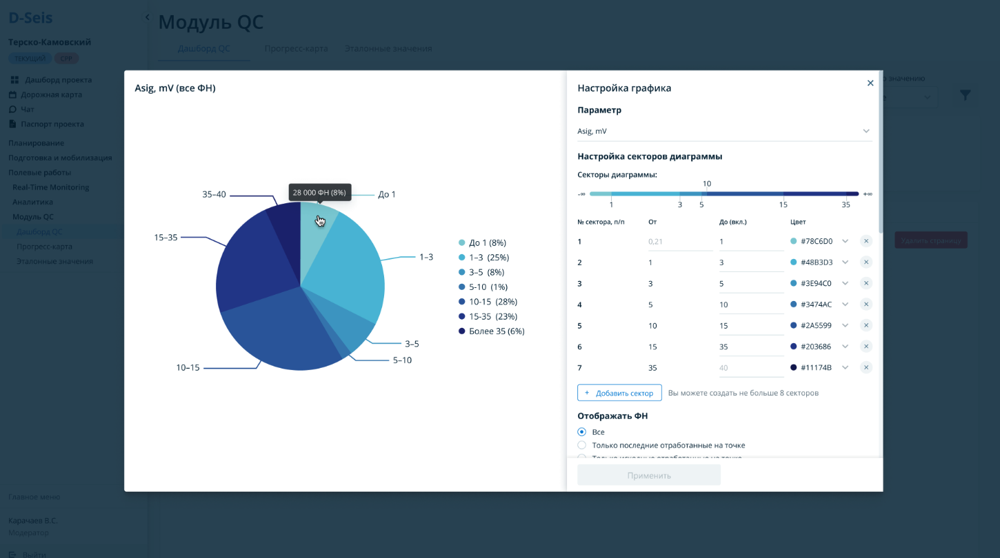 D-Seis
Модуль QC
Терско-Камовский
ТЕКУЩИЙ
СРР
Дашборд QC
Прогресс-карта
Эталонные значения
Дашборд проекта
Дорожная карта
Чат
Паспорт проекта
Планирование
Подготовка и мобилизация
Полевые работы
Real-Time Monitoring
Аналитика
Модуль QC
Дашборд QC
Прогресс-карта
Эталонные значения
Главное меню
Карачаев В.С.
Модератор
Выйти
значению
Удалить страницу
Asig, mV (все ФН)
28 000 ФН (8%)
До 1
35–40
15–35
1–3
3–5
5–10
10–15
До 1 (8%)
1–3 (25%)
3–5 (8%)
5-10 (1%)
10-15 (28%)
15-35 (23%)
Более 35 (6%)
Настройка графика
Параметр
Asig, mV
Настройка секторов диаграммы
Секторы диаграммы:
10
-∞ +∞
1 3 5 15 35
№ сектора, п/п От До (вкл.) Цвет
1 0,21 1 #78C6D0
2 1 3 #48B3D3
3 3 5 #3E94C0
4 5 10 #3474AC
5 10 15 #2A5599
6 15 35 #203686
7 35 40 #11174B
+ Добавить сектор Вы можете создать не больше 8 секторов
Отображать ФН
Все
Только последние отработанные на точке
Только исходные отработанные на точке
Применить